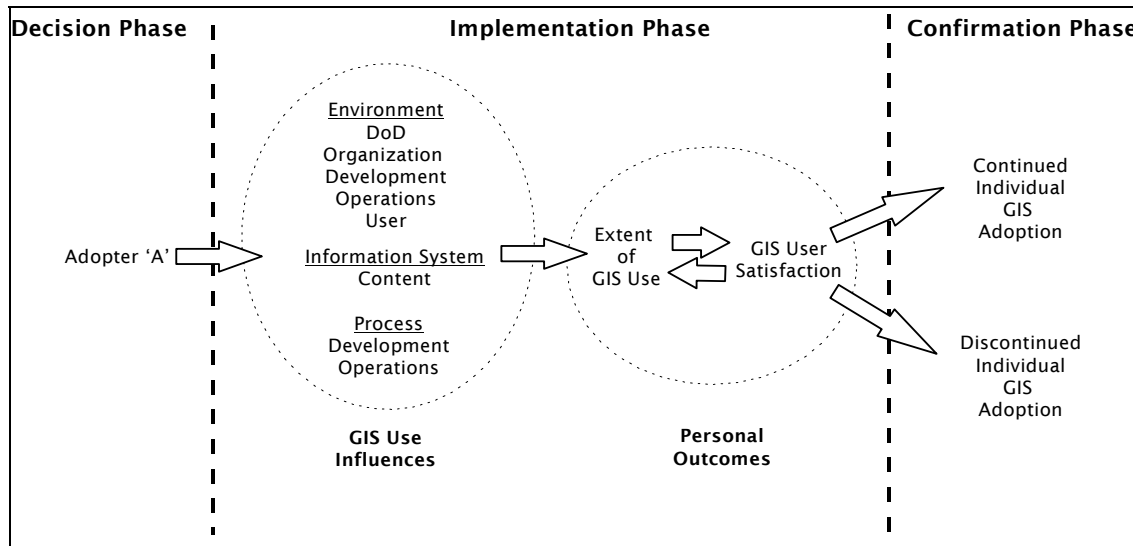 Decision Phase
Implementation Phase
Confirmation Phase
Adopter ‘A’
Environment
DoD
Organization
Development
Operations
User
Information System
Content
Process
Development
Operations
GIS Use
Influences
Extent
of
GIS Use
GIS User
Satisfaction
Personal
Outcomes
Continued
Individual
GIS
Adoption
Discontinued
Individual
GIS
Adoption